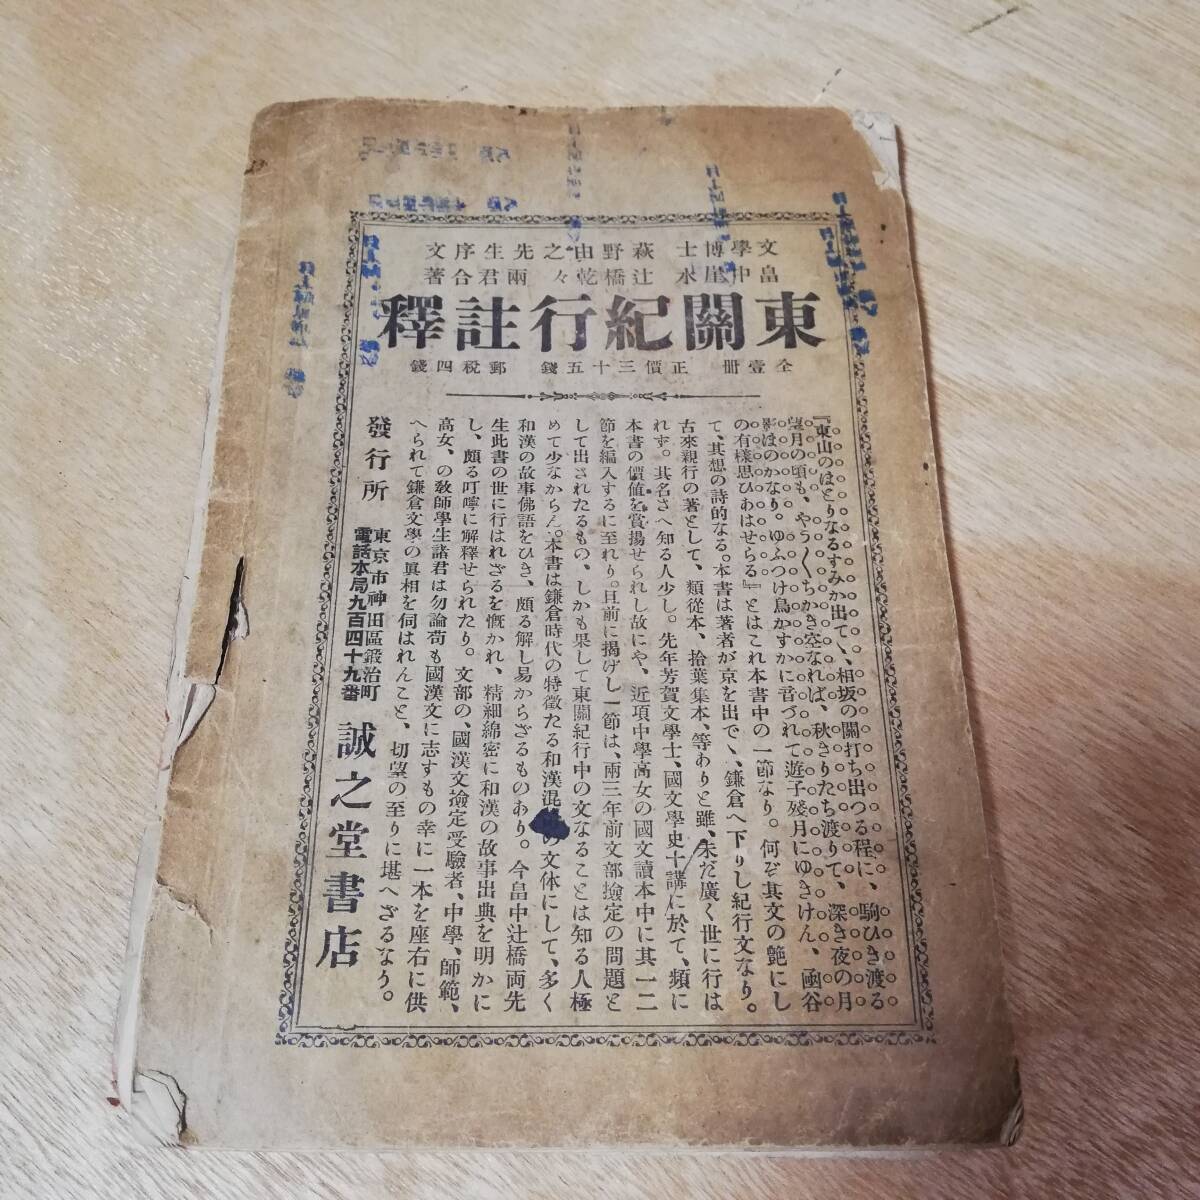 文學博士 萩野由之先生序文
畠中崖水 辻橋乾々 兩君合著
東關紀行註釋
全壹冊 正價三十五錢 郵稅四錢
『東山のほとりなるすみか出てゝ、相坂の關打ち出つる程に、駒ひき渡る
望月の頃も、やう〳〵ちかき空なれば、秋きりたち渡りて、深き夜の月
影ほのかなり。ゆふつけ鳥かすかに音づれて遊子殘月にゆきけん、凾谷
の有樣思ひあはせらる』とはこれ本書中の一節なり。何ぞ其文の艶にし
て、其想の詩的なる。本書は著者が京を出でゝ、鎌倉へ下りし紀行文なり。
古來親行の著として、類從本、拾葉集本、等ありと雖、未だ廣く世に行は
れず。其名さへ知る人少し。先年芳賀文學士、國文學史十講に於て、頻に
本書の價値を賞揚せられし故にや、近項中學高女の國文讀本中に其一二
節を編入するに至れり。且前に揭げし一節は、兩三年前文部撿定の問題と
して出されたるもの、しかも果して東關紀行中の文なることは知る人極
めて少なからん。本書は鎌倉時代の特徵たる和漢混の文体にして、多く
和漢の故事佛語をひき、頗る解し易からざるものあり。今畠中辻橋両先
生此書の世に行はれざるを慨かれ、精細綿密に和漢の故事出典を明かに
し、頗る叮嚀に解釋せられたり。文部の、國漢文撿定受驗者、中學、師範、
高女、の敎師學生諸君は勿論苟も國漢文に志すもの幸に一本を座右に供
へられて鎌倉文學の眞相を伺はれんこと、切望の至りに堪へざるなり。
發行所 東京市神田區鍛治町
電話本局九百四十九番
誠之堂書店